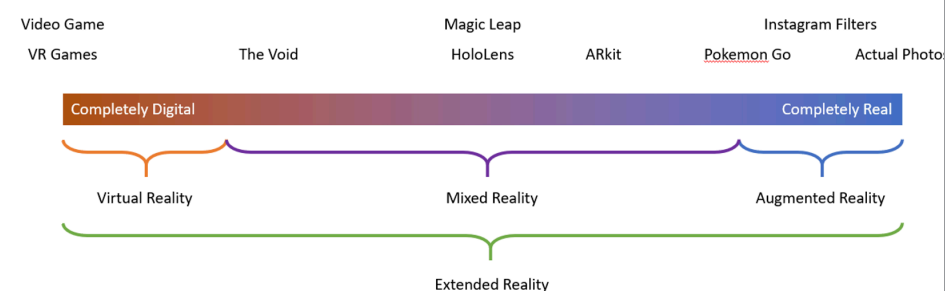 Video Game Magic Leap Instagram Filters
VR Games The Void HoloLens ARkit Pokemon Go Actual Photos
Completely Digital Completely Real
Virtual Reality Mixed Reality Augmented Reality
Extended Reality